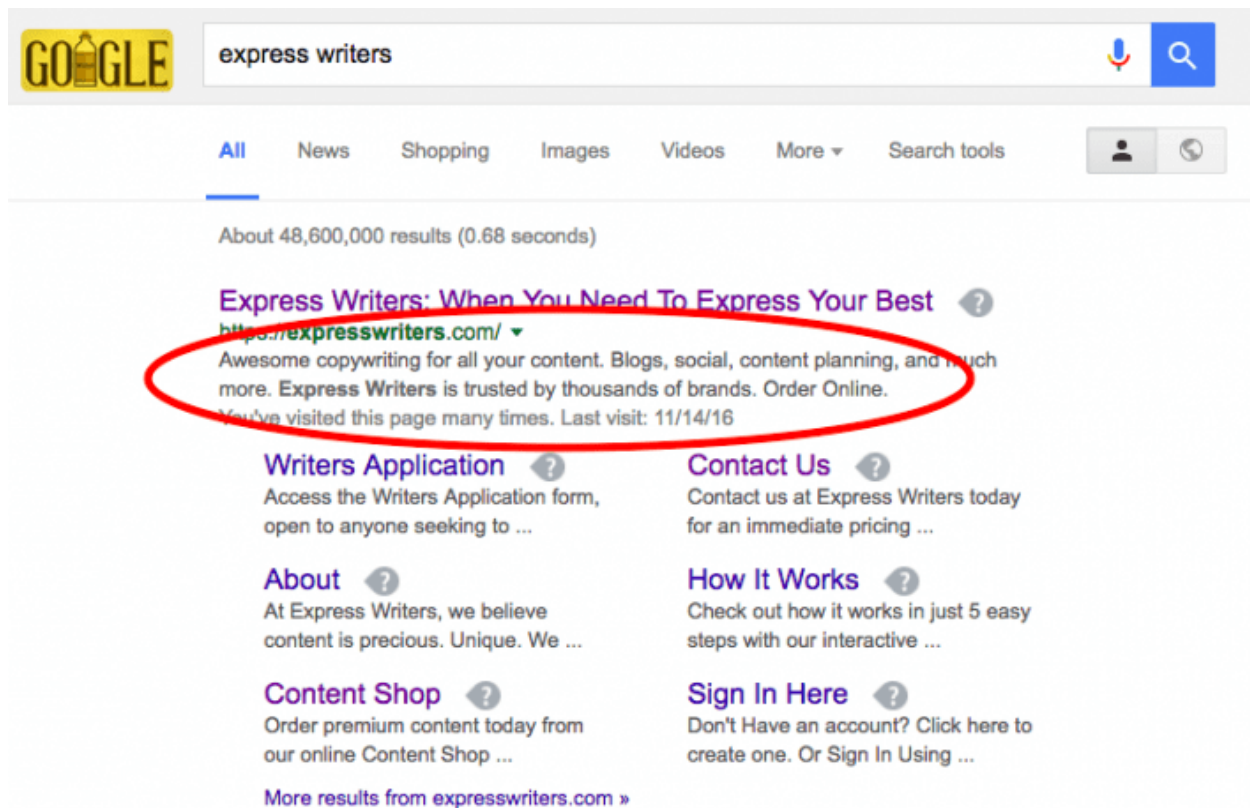 GOOGLE
express writers
All News Shopping Images Videos More Search tools
About 48,600,000 results (0.68 seconds)
Express Writers: When You Need To Express Your Best
https://expresswriters.com/
Awesome copywriting for all your content. Blogs, social, content planning, and much
more. Express Writers is trusted by thousands of brands. Order Online.
You've visited this page many times. Last visit: 11/14/16
Writers Application
Access the Writers Application form,
open to anyone seeking to ...
Contact Us
Contact us at Express Writers today
for an immediate pricing ...
About
At Express Writers, we believe
content is precious. Unique. We ...
How It Works
Check out how it works in just 5 easy
steps with our interactive ...
Content Shop
Order premium content today from
our online Content Shop ...
Sign In Here
Don't Have an account? Click here to
create one. Or Sign In Using ...
More results from expresswriters.com »